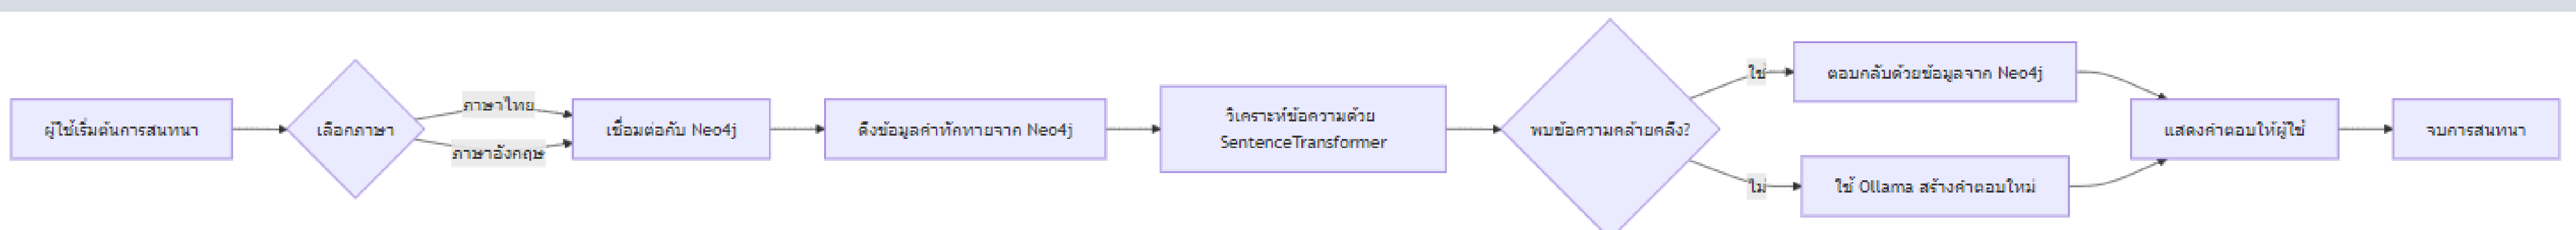 ผู้ใช้เริ่มต้นการสนทนา
เลือกภาษา
ภาษาไทย
ภาษาอังกฤษ
เชื่อมต่อกับ Neo4j
ดึงข้อมูลคำทักทายจาก Neo4j
วิเคราะห์ข้อความด้วย
SentenceTransformer
พบข้อความคล้ายคลึง?
ใช่
ตอบกลับด้วยข้อมูลจาก Neo4j
ไม่
ใช้ Ollama สร้างคำตอบใหม่
แสดงคำตอบให้ผู้ใช้
จบการสนทนา